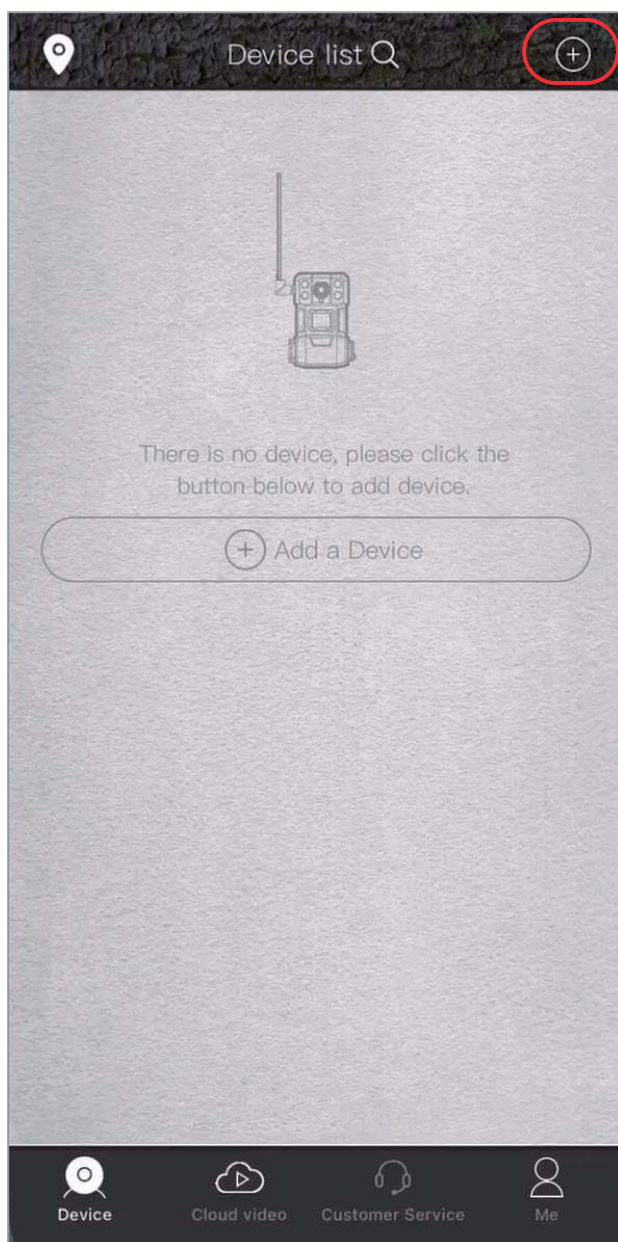 Device list
There is no device, please click the
button below to add device.
Add a Device
Device
Cloud video
Customer Service
Me